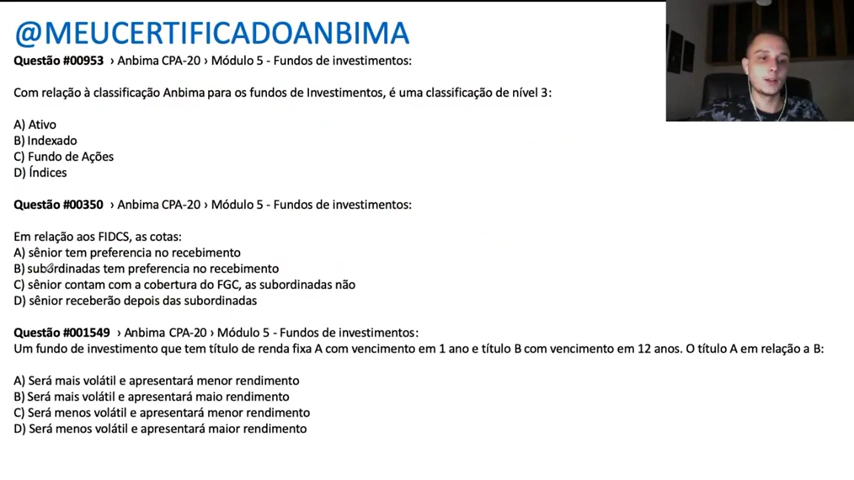 @MEUCERTIFICADOANBIMA
Questão #00953 › Anbima CPA-20 › Módulo 5 - Fundos de investimentos:
Com relação à classificação Anbima para os fundos de Investimentos, é uma classificação de nível 3:
A) Ativo
B) Indexado
C) Fundo de Ações
D) Índices
Questão #00350 › Anbima CPA-20 › Módulo 5 - Fundos de investimentos:
Em relação aos FIDCS, as cotas:
A) sênior tem preferencia no recebimento
B) subordinadas tem preferencia no recebimento
C) sênior contam com a cobertura do FGC, as subordinadas não
D) sênior receberão depois das subordinadas
Questão #001549 › Anbima CPA-20 › Módulo 5 - Fundos de investimentos:
Um fundo de investimento que tem título de renda fixa A com vencimento em 1 ano e título B com vencimento em 12 anos. O título A em relação a B:
A) Será mais volátil e apresentará menor rendimento
B) Será mais volátil e apresentará maio rendimento
C) Será menos volátil e apresentará menor rendimento
D) Será menos volátil e apresentará maior rendimento